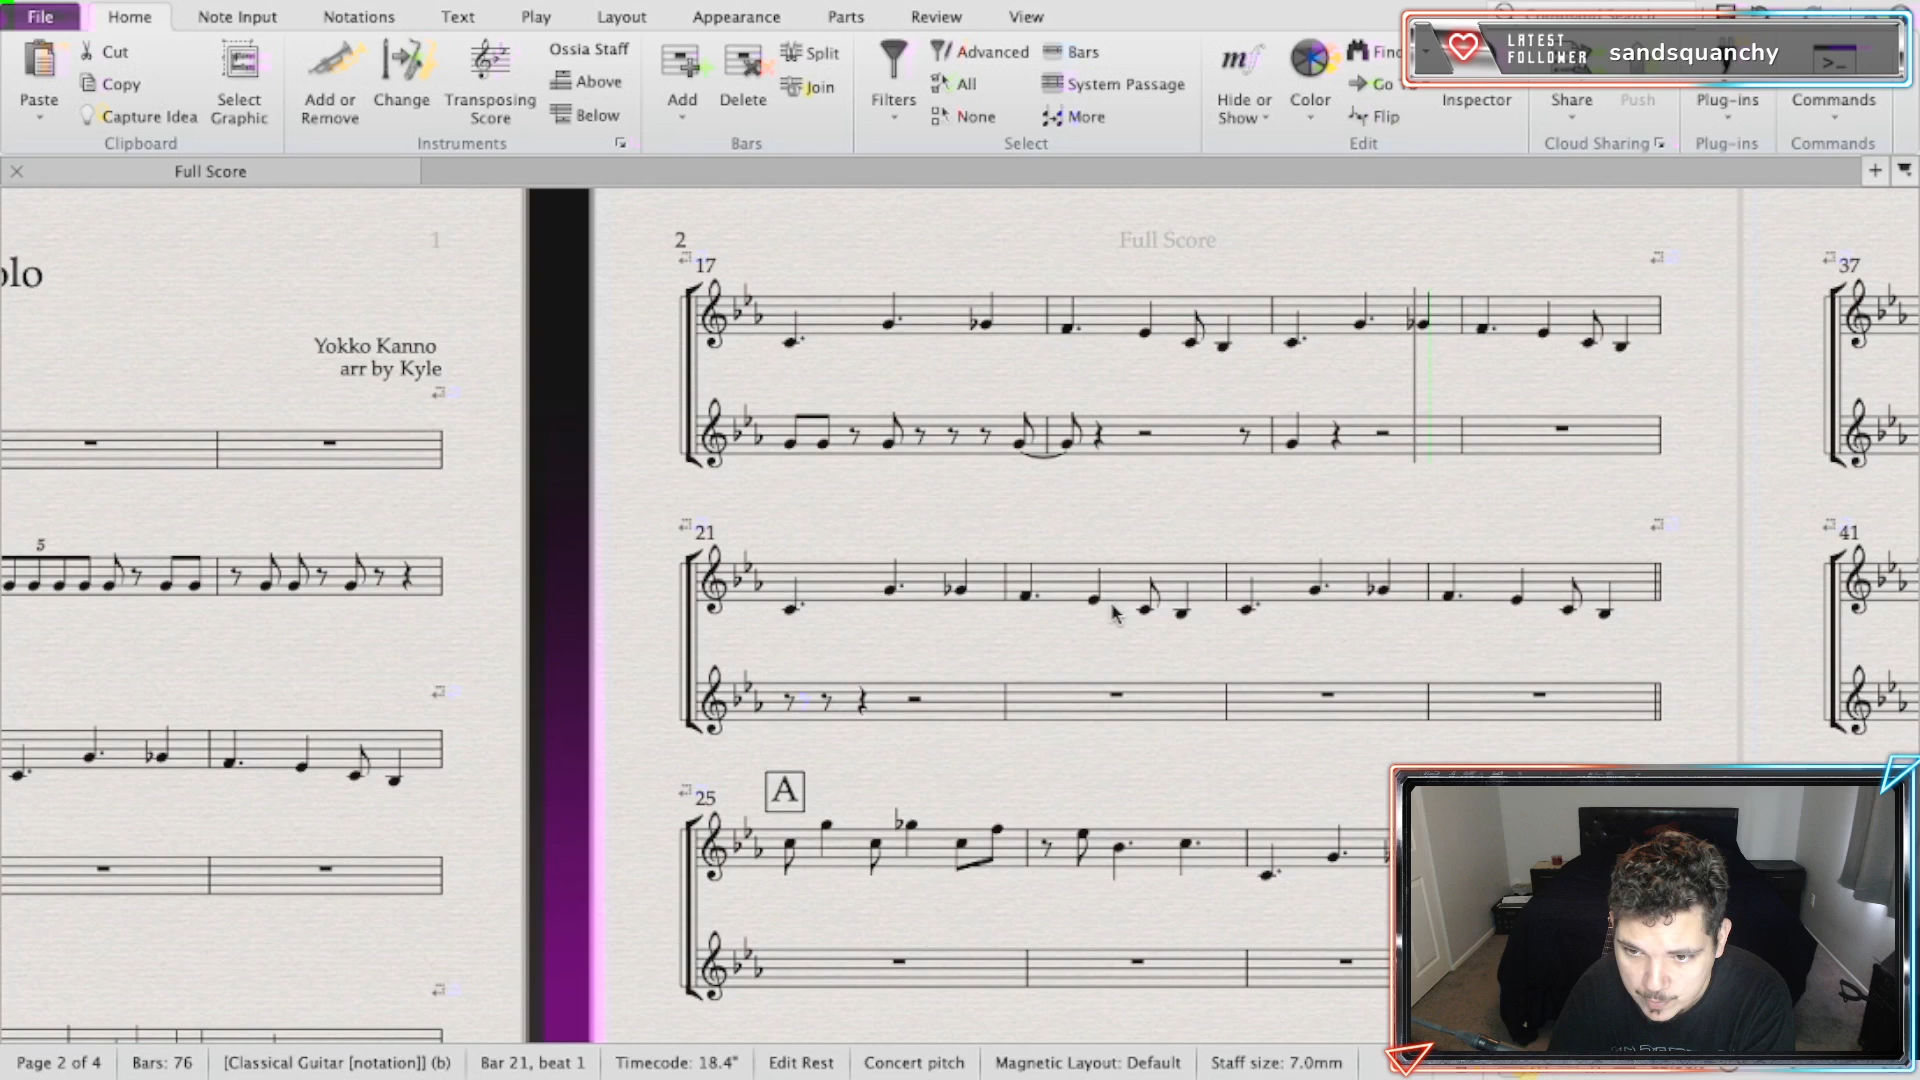 File Home Note Input Notations Text Play Layout Appearance Parts Review View
LATEST FOLLOWER sandsquanchy
Paste Cut Copy Capture Idea Select Graphic
Clipboard
Add or Remove Change Transposing Score Ossia Staff Above Below
Instruments
Add Delete Split Join
Bars
Filters Advanced All None Bars System Passage More
Select
Hide or Show Color Flip Inspector
Edit
Share Push
Cloud Sharing
Plug-ins
Plug-ins
Commands
Commands
Full Score
1
2
Full Score
17
37
Yokko Kanno
arr by Kyle
5
21
41
A
25
Page 2 of 4 Bars: 76 [Classical Guitar [notation]] (b) Bar 21, beat 1 Timecode: 18.4" Edit Rest Concert pitch Magnetic Layout: Default Staff size: 7.0mm